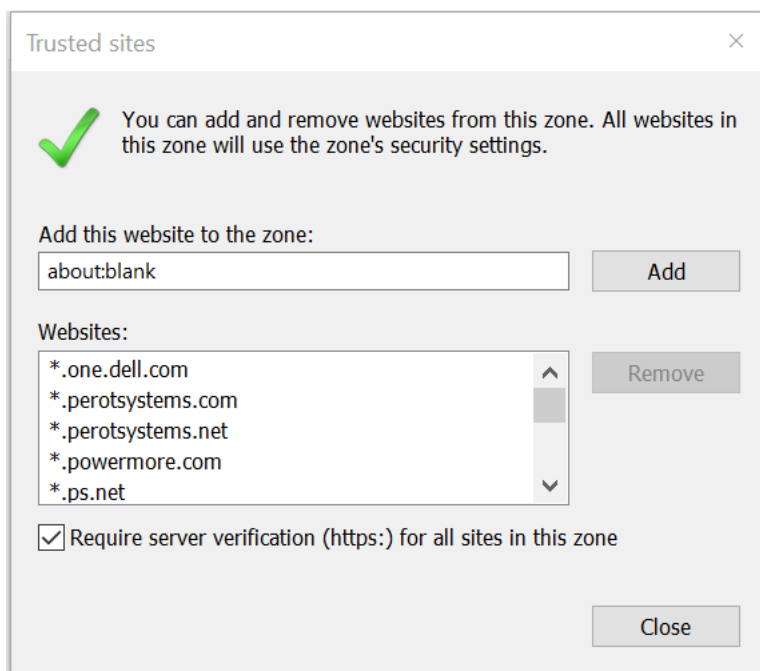 Trusted sites
You can add and remove websites from this zone. All websites in
this zone will use the zone's security settings.
Add this website to the zone:
about:blank
Add
Websites:
*.one.dell.com
*.perotsystems.com
*.perotsystems.net
*.powermore.com
*.ps.net
Remove
Require server verification (https:) for all sites in this zone
Close